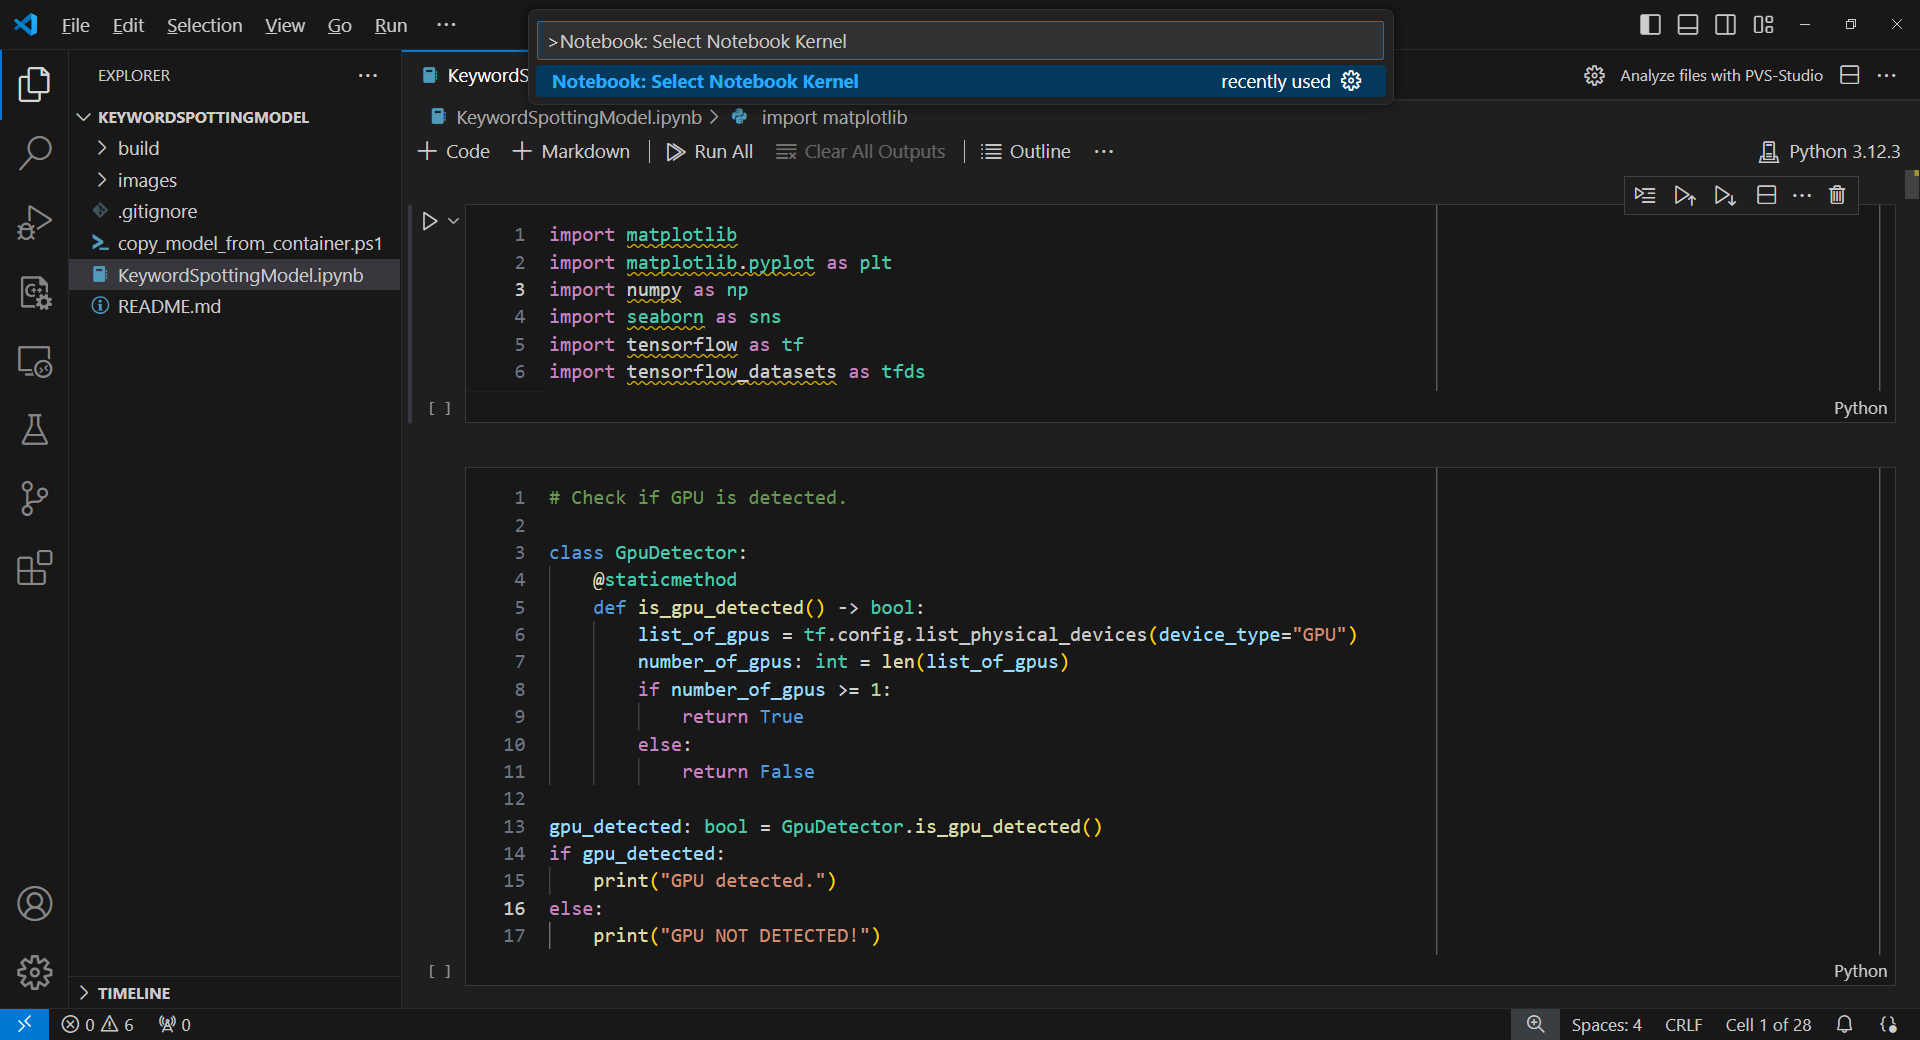 File Edit Selection View Go Run ···
>Notebook: Select Notebook Kernel
Notebook: Select Notebook Kernel recently used
EXPLORER ···
KEYWORDSPOTTINGMODEL
build
images
.gitignore
copy_model_from_container.ps1
KeywordSpottingModel.ipynb
README.md
TIMELINE
KeywordS
Analyze files with PVS-Studio ···
KeywordSpottingModel.ipynb > import matplotlib
+ Code + Markdown Run All Clear All Outputs Outline ···
Python 3.12.3
1 import matplotlib
2 import matplotlib.pyplot as plt
3 import numpy as np
4 import seaborn as sns
5 import tensorflow as tf
6 import tensorflow_datasets as tfds
[ ]
Python
1 # Check if GPU is detected.
2
3 class GpuDetector:
4     @staticmethod
5     def is_gpu_detected() -> bool:
6         list_of_gpus = tf.config.list_physical_devices(device_type="GPU")
7         number_of_gpus: int = len(list_of_gpus)
8         if number_of_gpus >= 1:
9             return True
10         else:
11             return False
12
13 gpu_detected: bool = GpuDetector.is_gpu_detected()
14 if gpu_detected:
15     print("GPU detected.")
16 else:
17     print("GPU NOT DETECTED!")
[ ]
Python
0 6 0
Spaces: 4 CRLF Cell 1 of 28